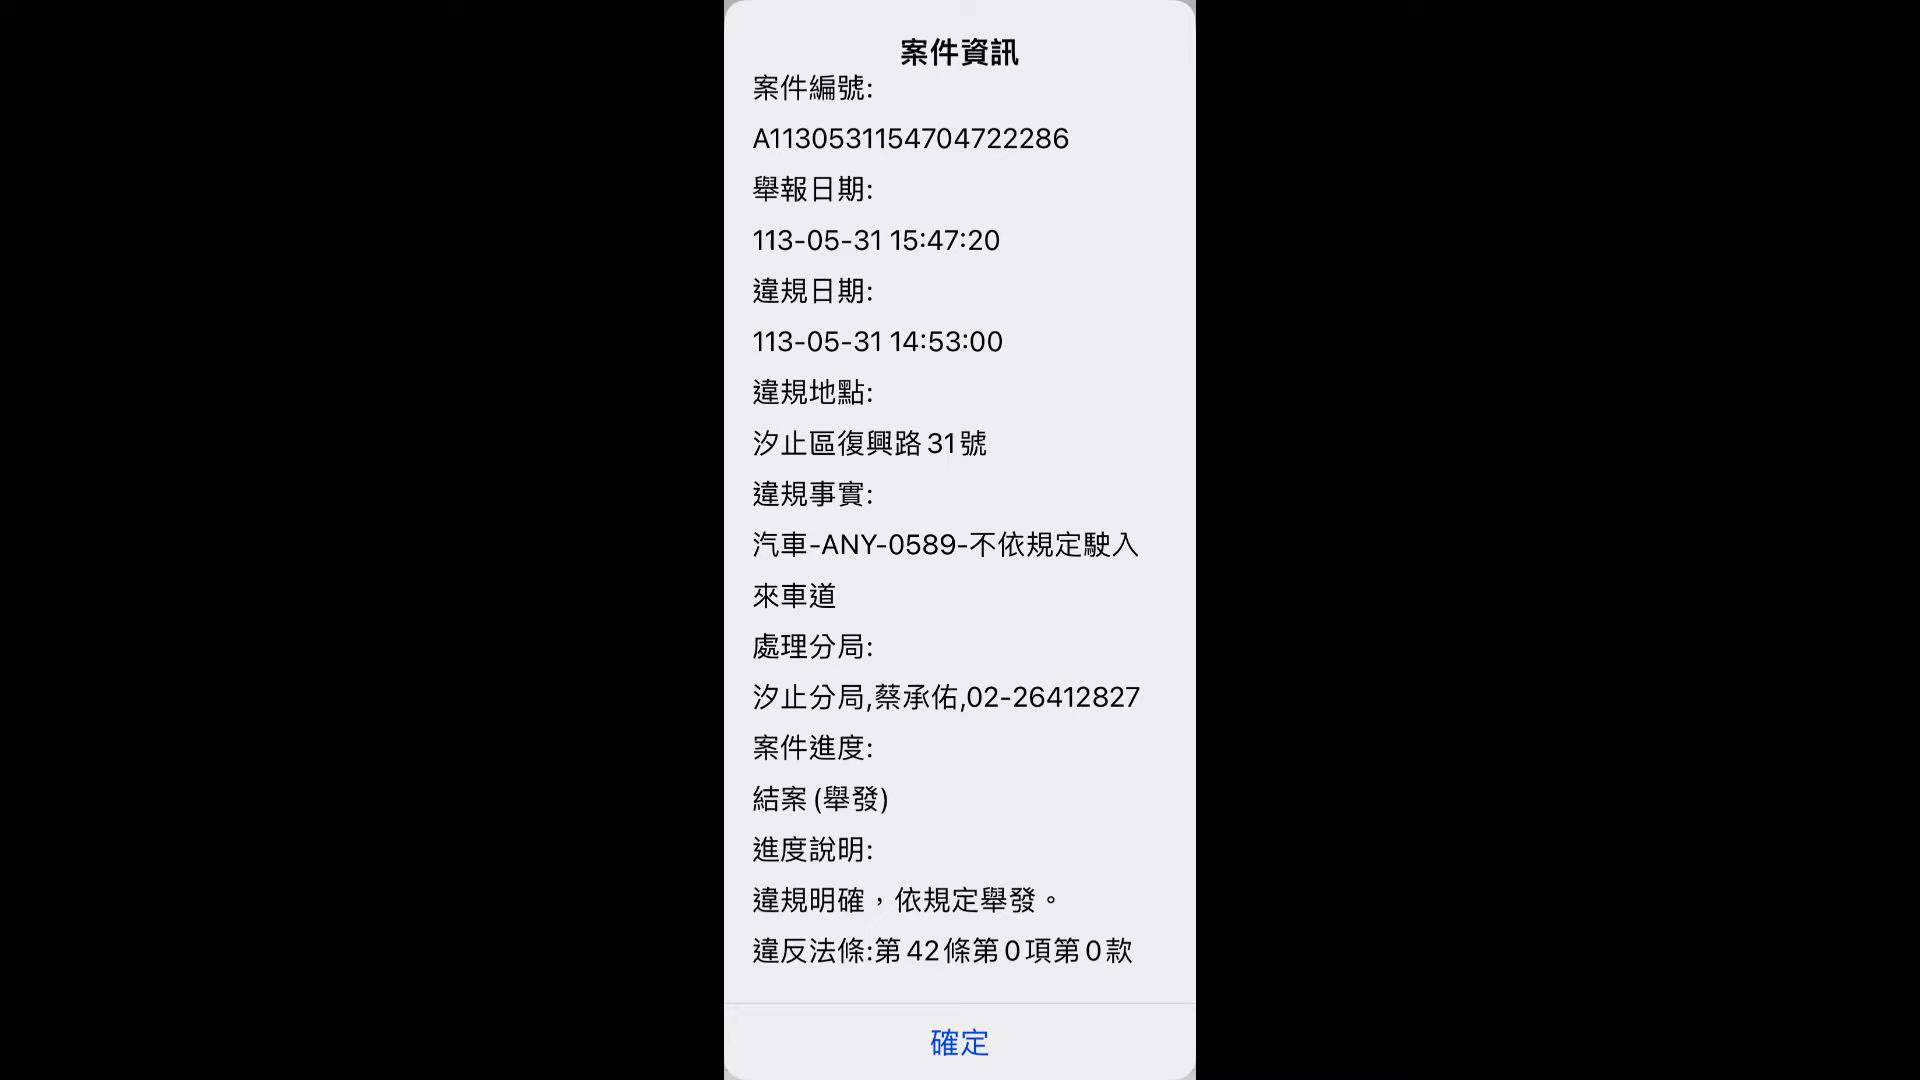 案件資訊
案件編號:
A1130531154704722286
舉報日期:
113-05-31 15:47:20
違規日期:
113-05-31 14:53:00
違規地點:
汐止區復興路31號
違規事實:
汽車-ANY-0589-不依規定駛入
來車道
處理分局:
汐止分局,蔡承佑,02-26412827
案件進度:
結案(舉發)
進度說明:
違規明確，依規定舉發。
違反法條:第42條第0項第0款
確定